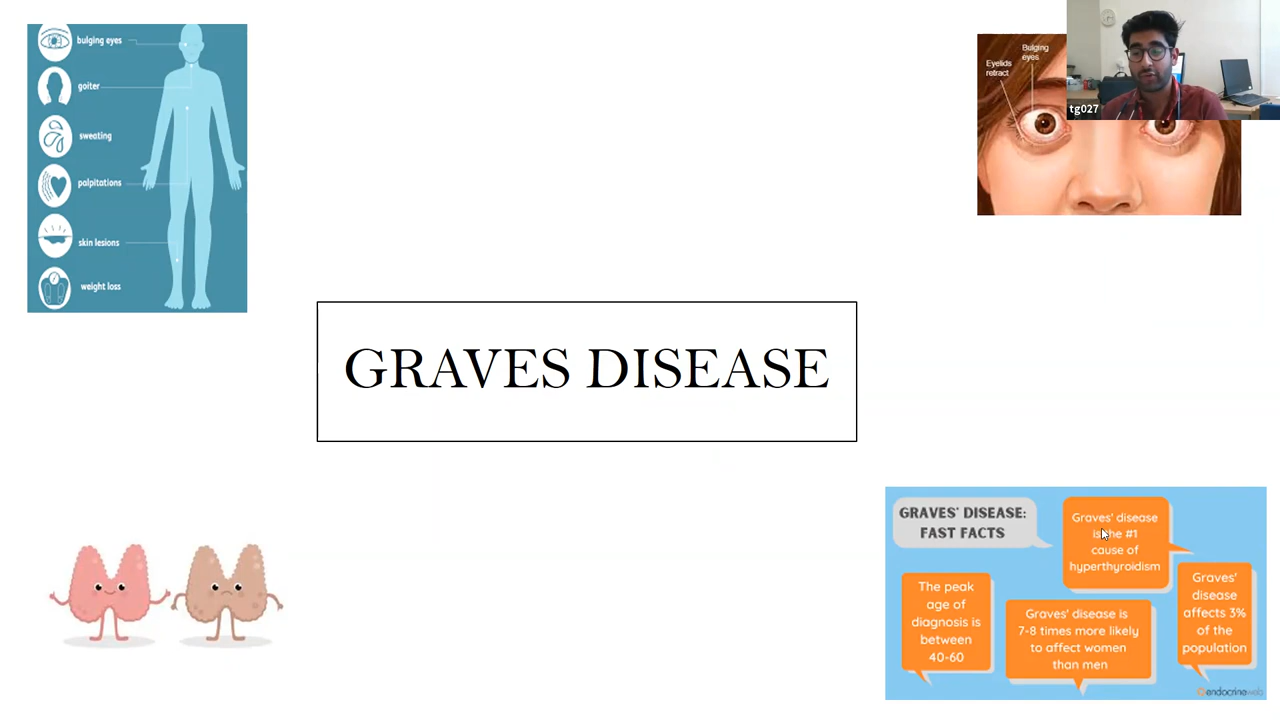 bulging eyes
goiter
sweating
palpitations
skin lesions
weight loss
Bulging
eyes
Eyelids
retract
tg027
GRAVES DISEASE
GRAVES' DISEASE:
FAST FACTS
Graves' disease
is the #1
cause of
hyperthyroidism
The peak
age of
diagnosis is
between
40-60
Graves' disease is
7-8 times more likely
to affect women
than men
Graves'
disease
affects 3%
of the
population
endocrineweb